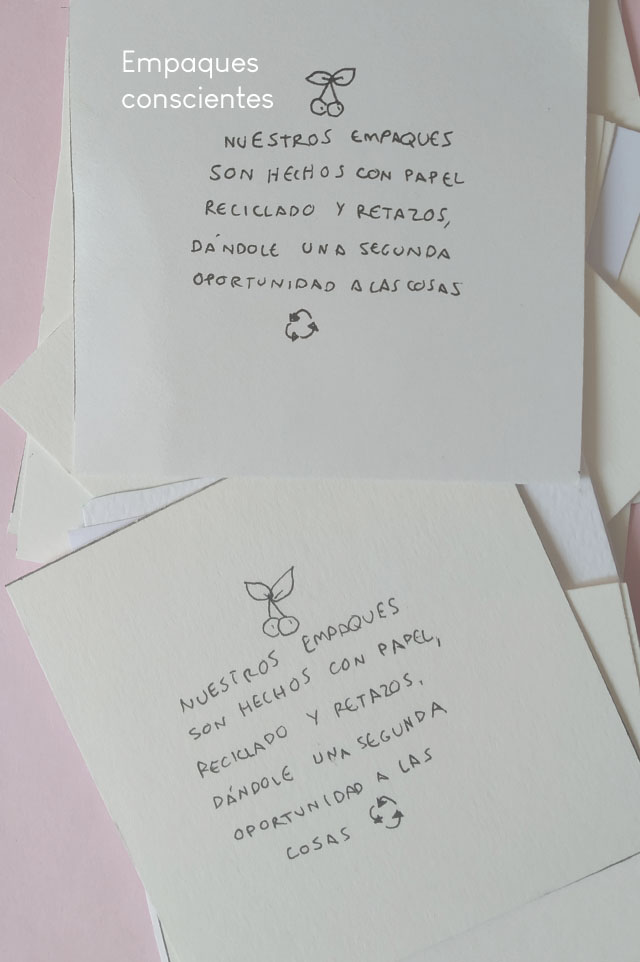 Empaques
conscientes
NUESTROS EMPAQUES
SON HECHOS CON PAPEL
RECICLADO Y RETAZOS,
DÁNDOLE UNA SEGUNDA
OPORTUNIDAD A LAS COSAS
NUESTROS EMPAQUES
SON HECHOS CON PAPEL,
RECICLADO Y RETAZOS,
DÁNDOLE UNA SEGUNDA
OPORTUNIDAD A LAS
COSAS